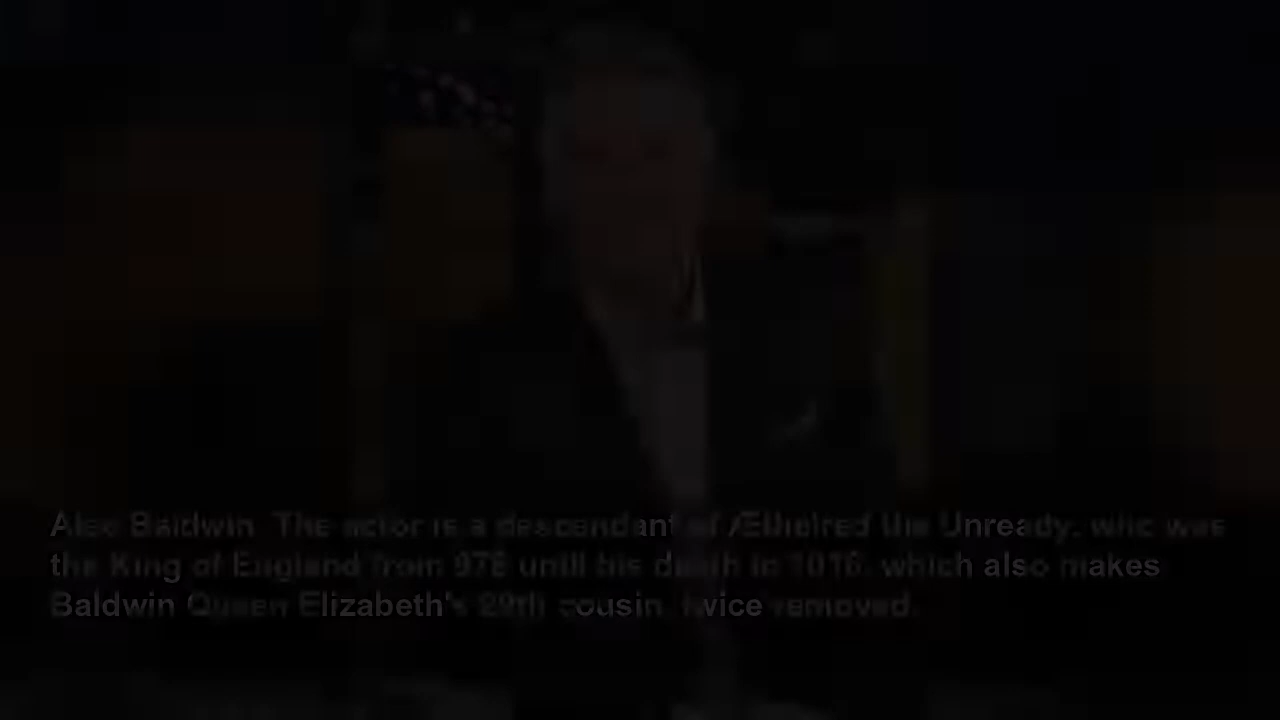 Alec Baldwin. The actor is a descendant of Æthelred the Unready, who was
the King of England from 978 until his death in 1016, which also makes
Baldwin Queen Elizabeth's 29th cousin, twice removed.